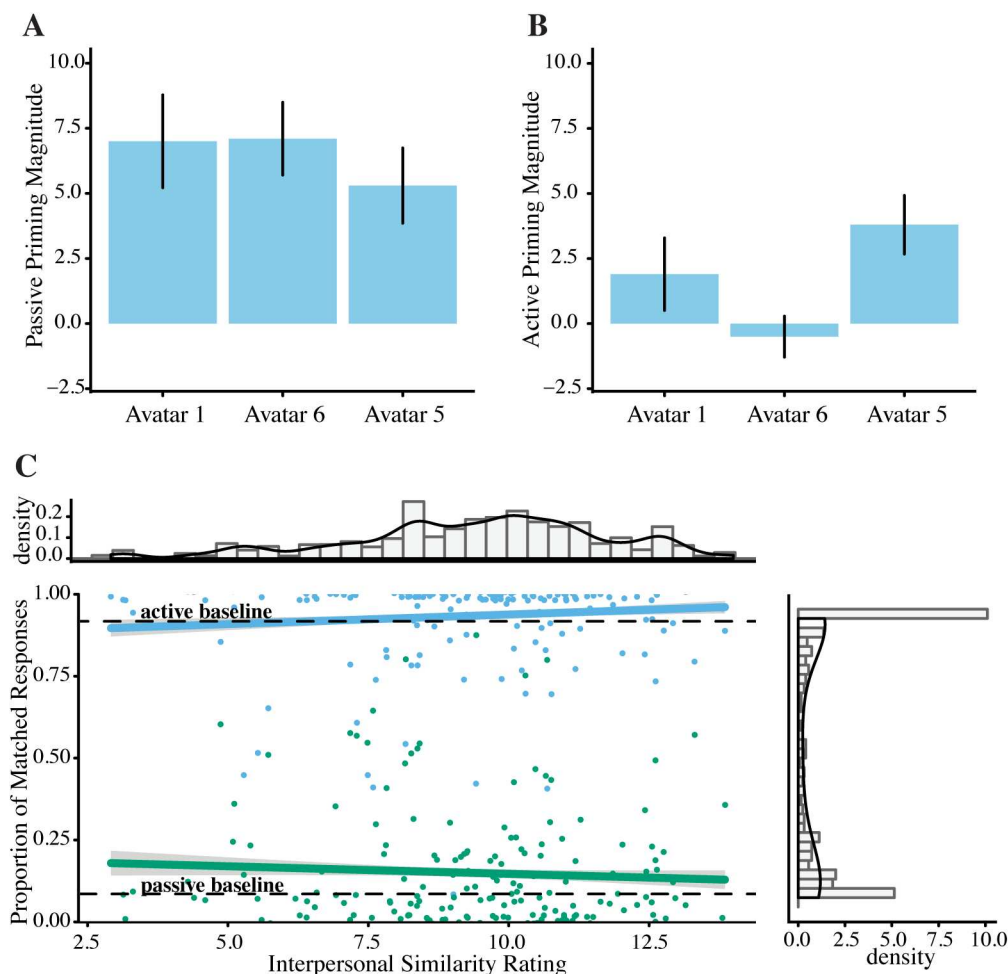 A
Passive Priming Magnitude
10.0
7.5
5.0
2.5
0.0
−2.5
Avatar 1 Avatar 6 Avatar 5
B
Active Priming Magnitude
10.0
7.5
5.0
2.5
0.0
−2.5
Avatar 1 Avatar 6 Avatar 5
C
density
0.2
0.1
0.0
Proportion of Matched Responses
1.00
0.75
0.50
0.25
0.00
active baseline
passive baseline
2.5 5.0 7.5 10.0 12.5
Interpersonal Similarity Rating
0.0 2.5 5.0 7.5 10.0
density